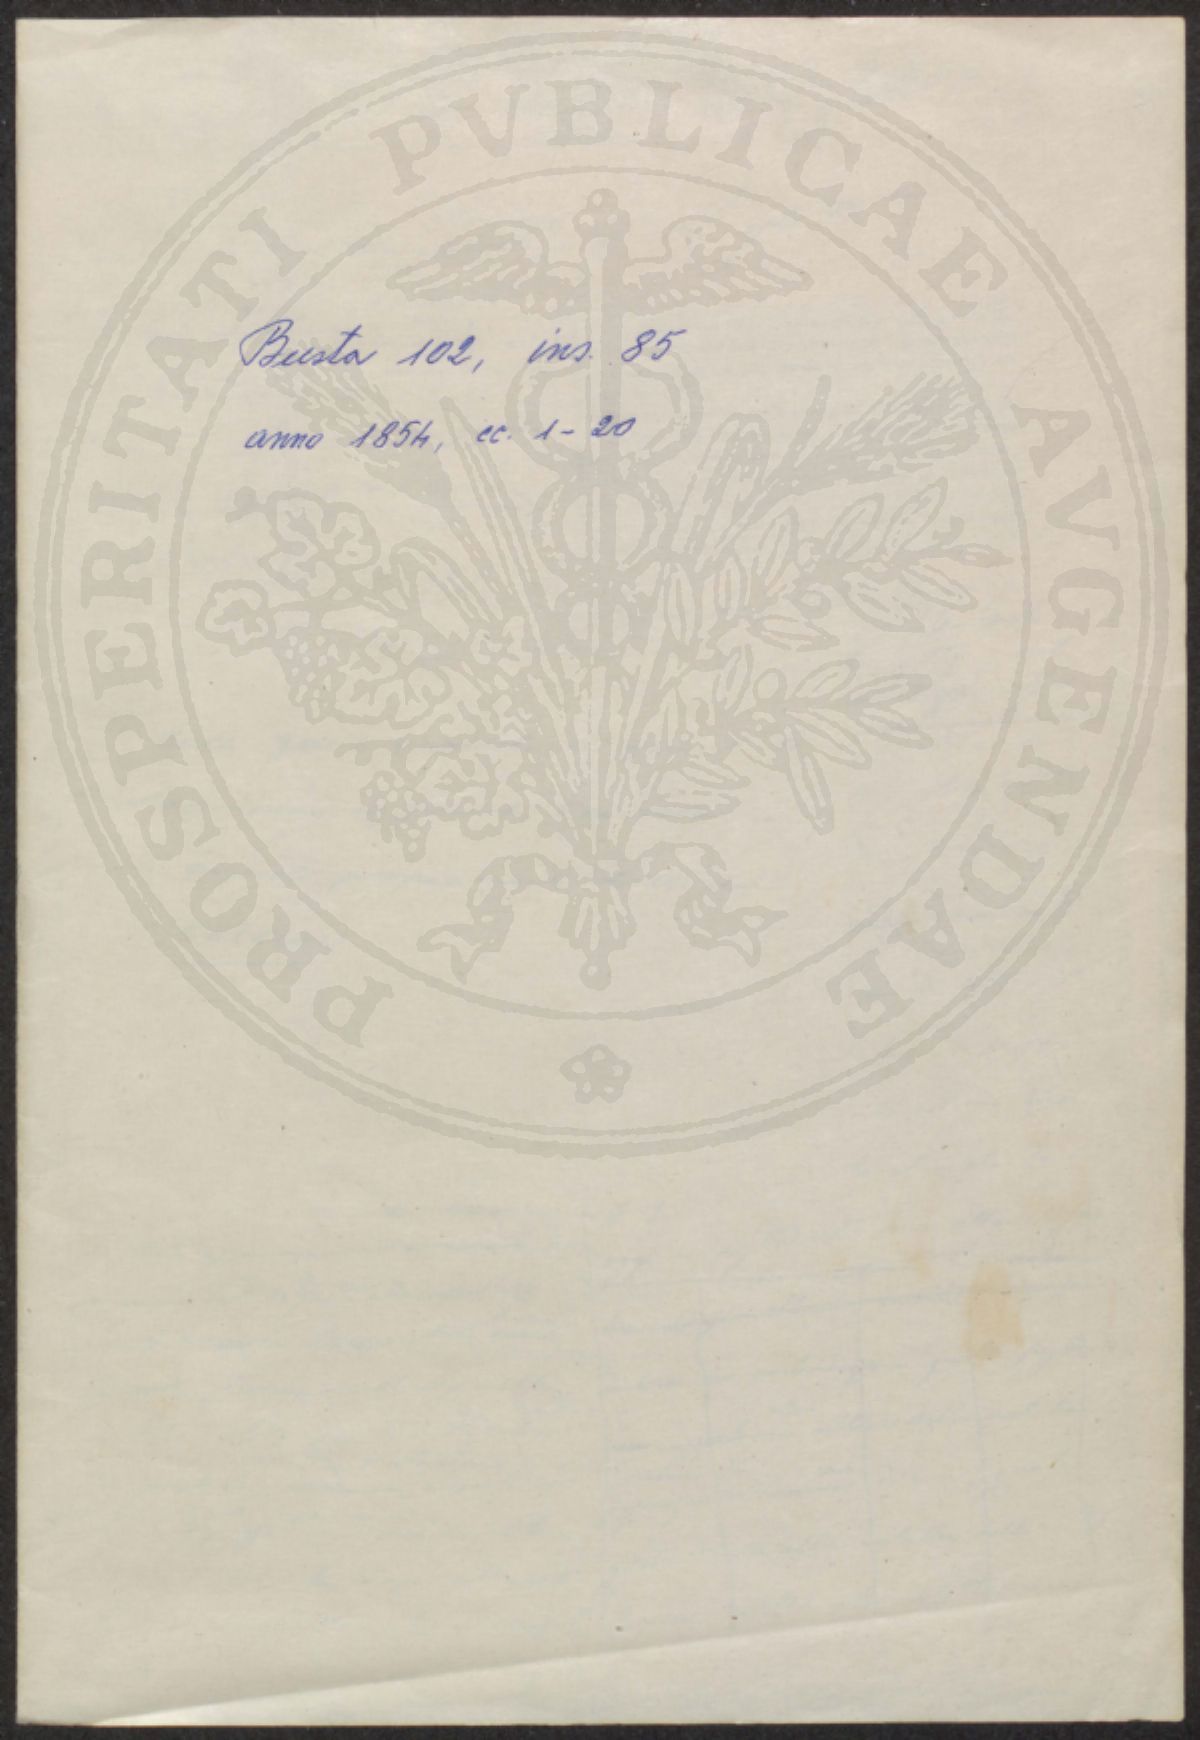 PROSPERITATI PVBLICAE AVGENDAE
Busta 102, ins. 85
anno 1854, cc. 1-20